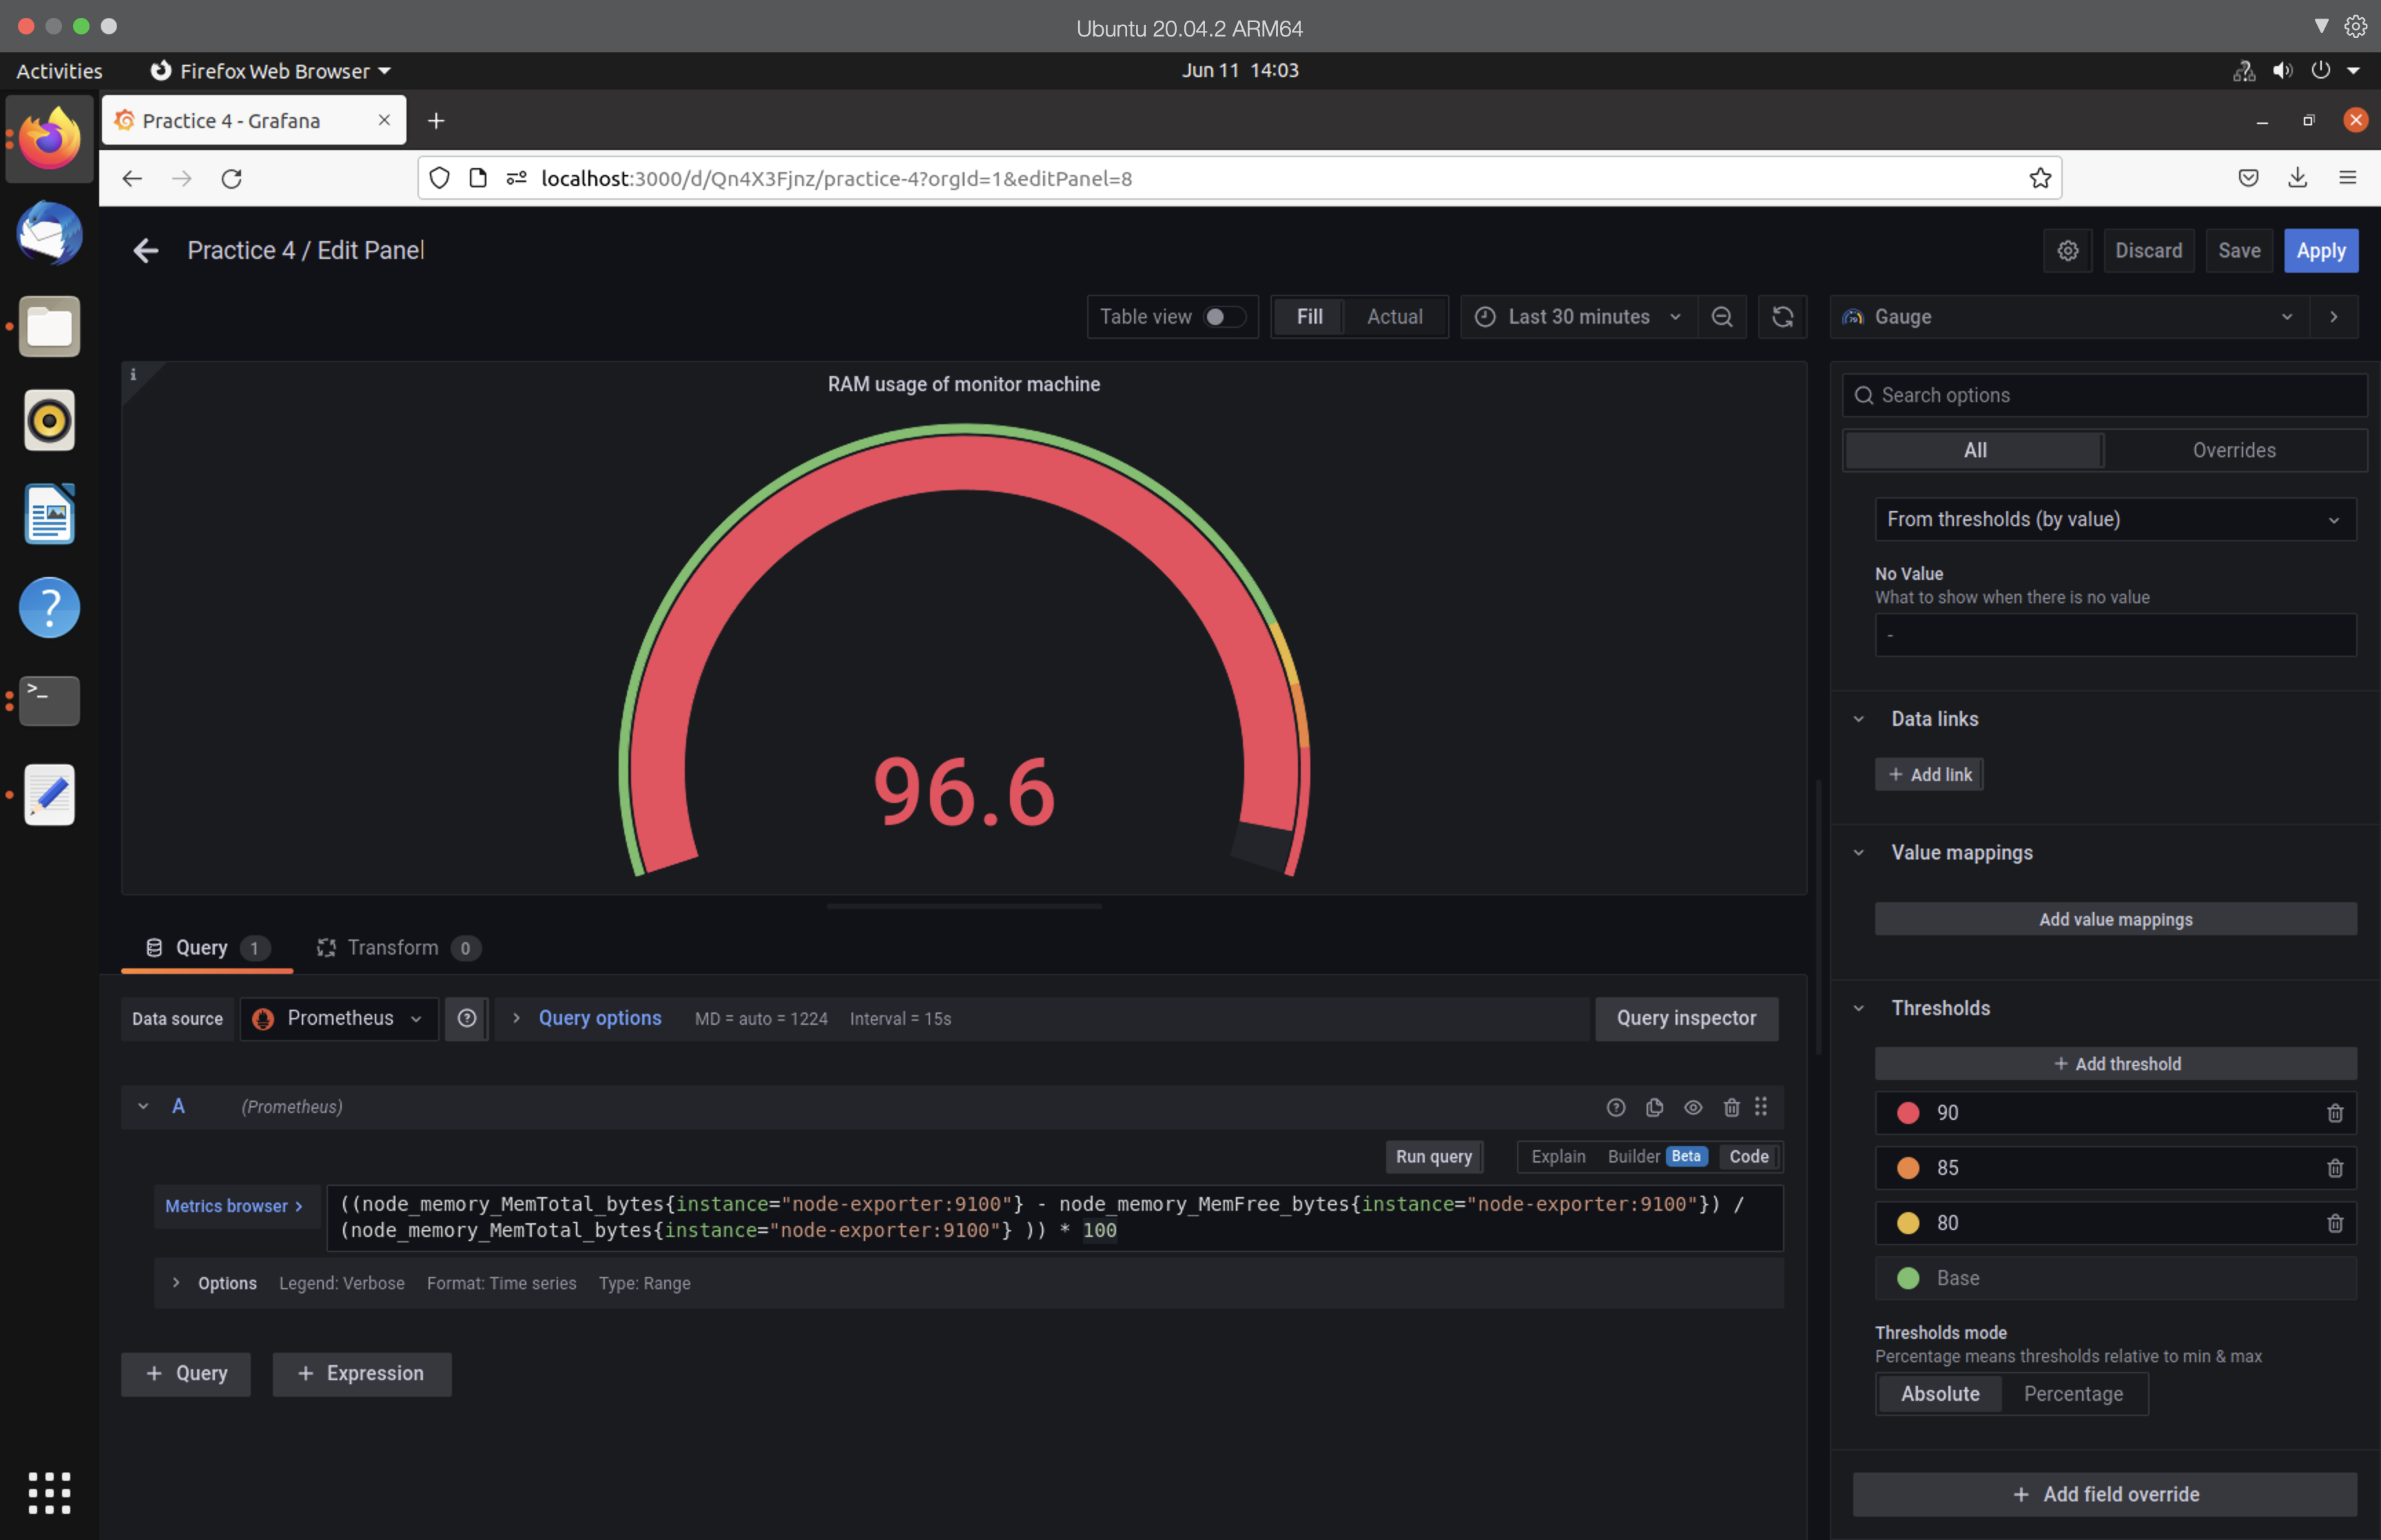 Ubuntu 20.04.2 ARM64
Activities Firefox Web Browser Jun 11 14:03
Practice 4 - Grafana
localhost:3000/d/Qn4X3Fjnz/practice-4?orgId=1&editPanel=8
Practice 4 / Edit Panel
Discard Save Apply
Table view Fill Actual Last 30 minutes Gauge
RAM usage of monitor machine
96.6
Search options
All Overrides
From thresholds (by value)
No Value
What to show when there is no value
-
Data links
+ Add link
Value mappings
Add value mappings
Thresholds
+ Add threshold
90
85
80
Base
Thresholds mode
Percentage means thresholds relative to min & max
Absolute Percentage
+ Add field override
Query 1 Transform 0
Data source Prometheus Query options MD = auto = 1224 Interval = 15s Query inspector
A (Prometheus)
Run query Explain Builder Beta Code
Metrics browser >
((node_memory_MemTotal_bytes{instance="node-exporter:9100"} - node_memory_MemFree_bytes{instance="node-exporter:9100"}) /
(node_memory_MemTotal_bytes{instance="node-exporter:9100"} )) * 100
Options Legend: Verbose Format: Time series Type: Range
+ Query + Expression